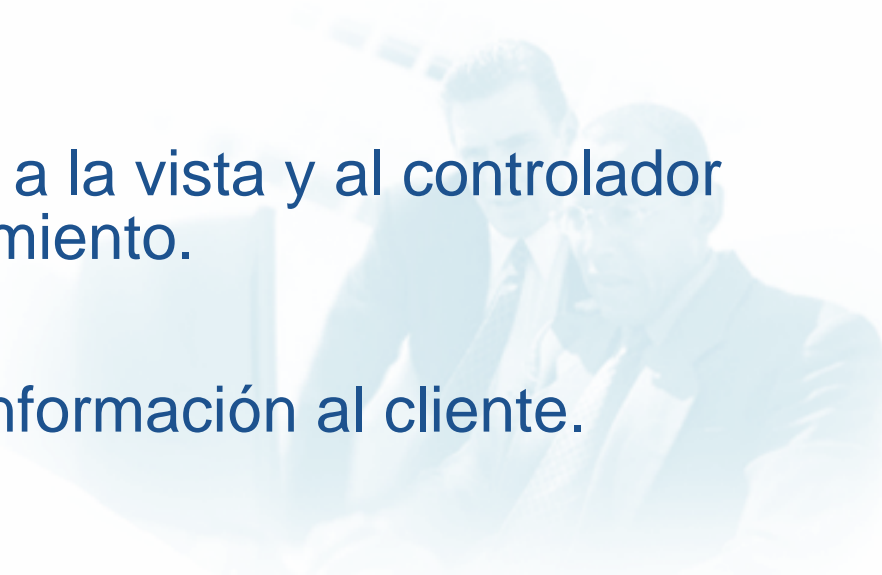 a la vista y al controlador
miento.
nformación al cliente.